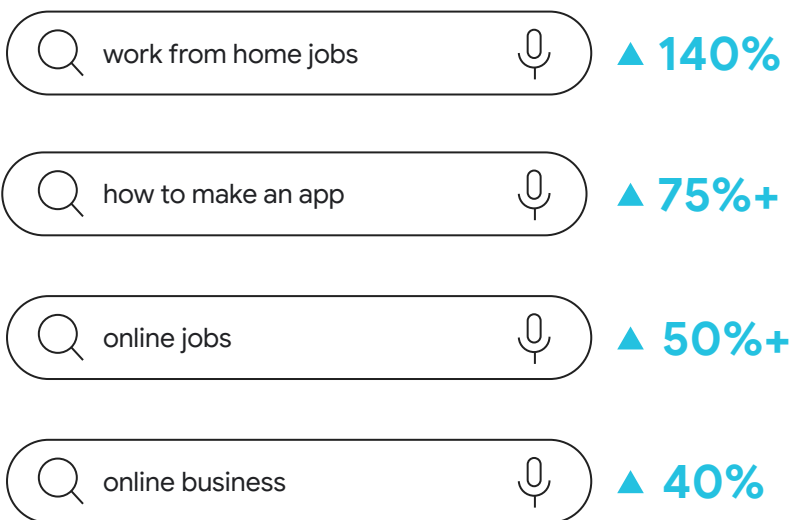 work from home jobs ▲ 140%
how to make an app ▲ 75%+
online jobs ▲ 50%+
online business ▲ 40%